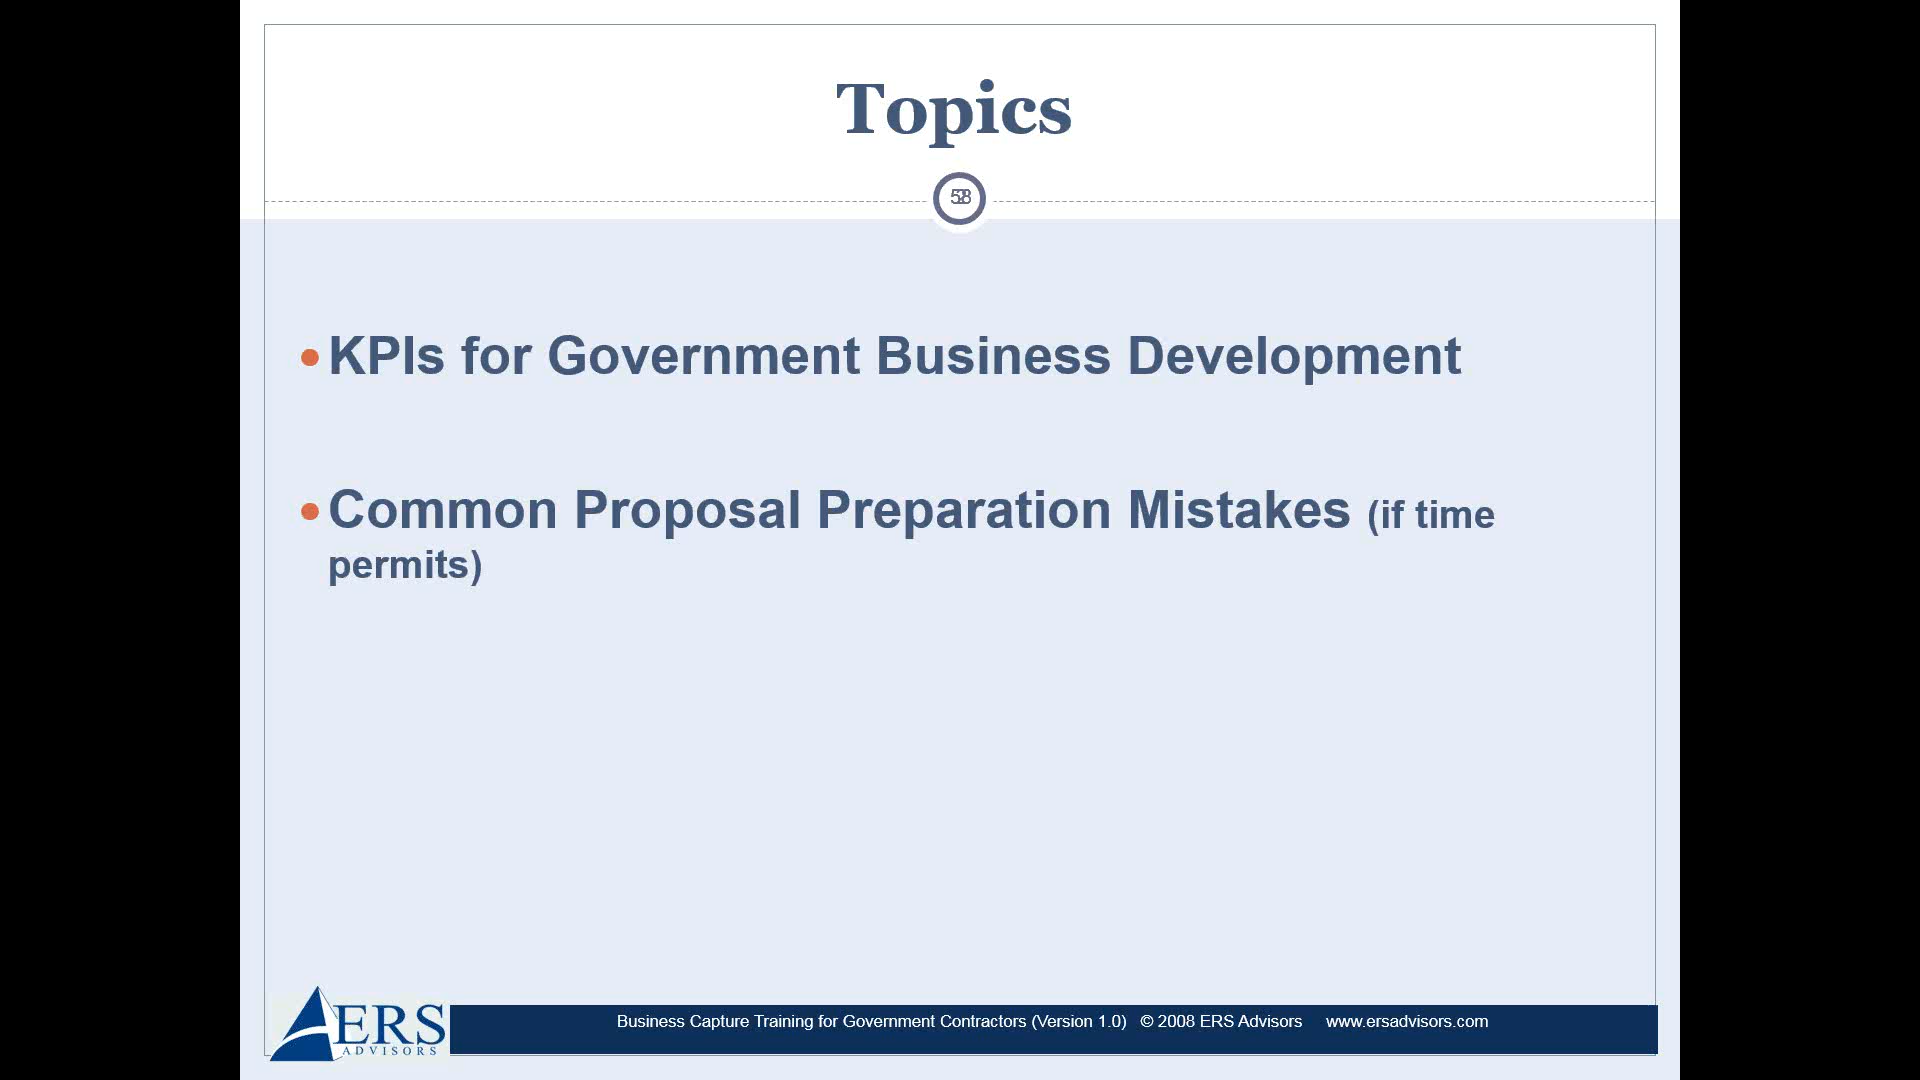 Topics
• KPIs for Government Business Development
• Common Proposal Preparation Mistakes (if time
permits)
ERS
ADVISORS
Business Capture Training for Government Contractors (Version 1.0) © 2008 ERS Advisors www.ersadvisors.com